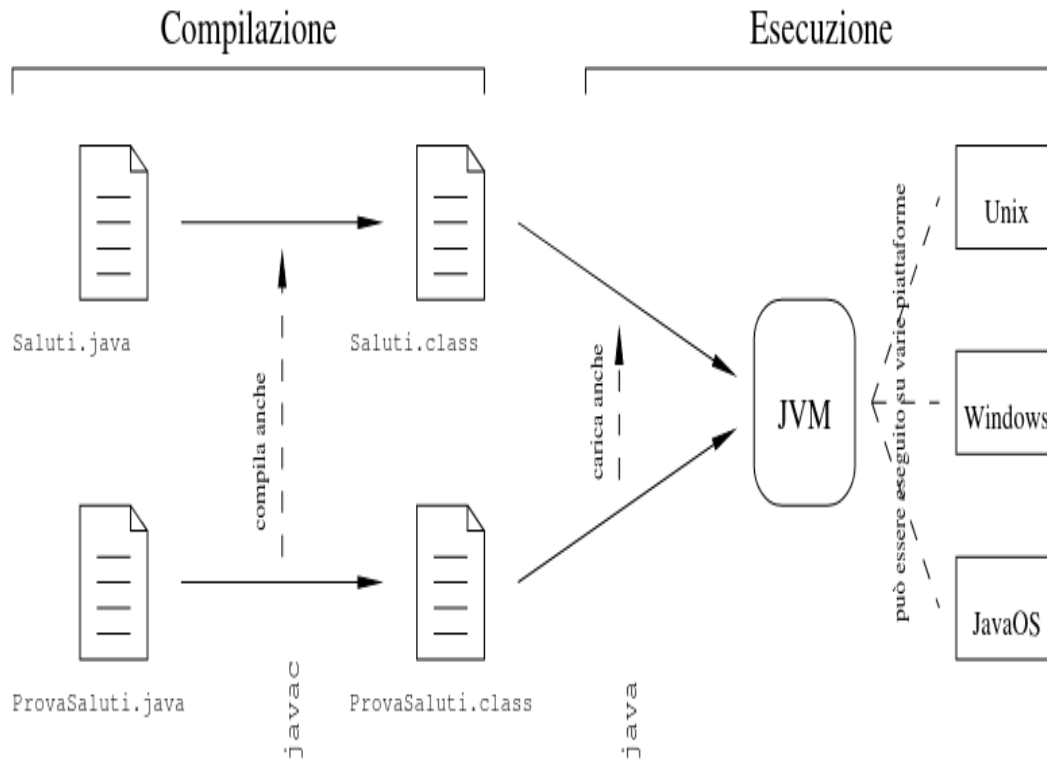 Compilazione
Esecuzione
Saluti.java
Saluti.class
compila anche
carica anche
JVM
può essere eseguito su varie piattaforme
Unix
Windows
JavaOS
ProvaSaluti.java
ProvaSaluti.class
javac
java